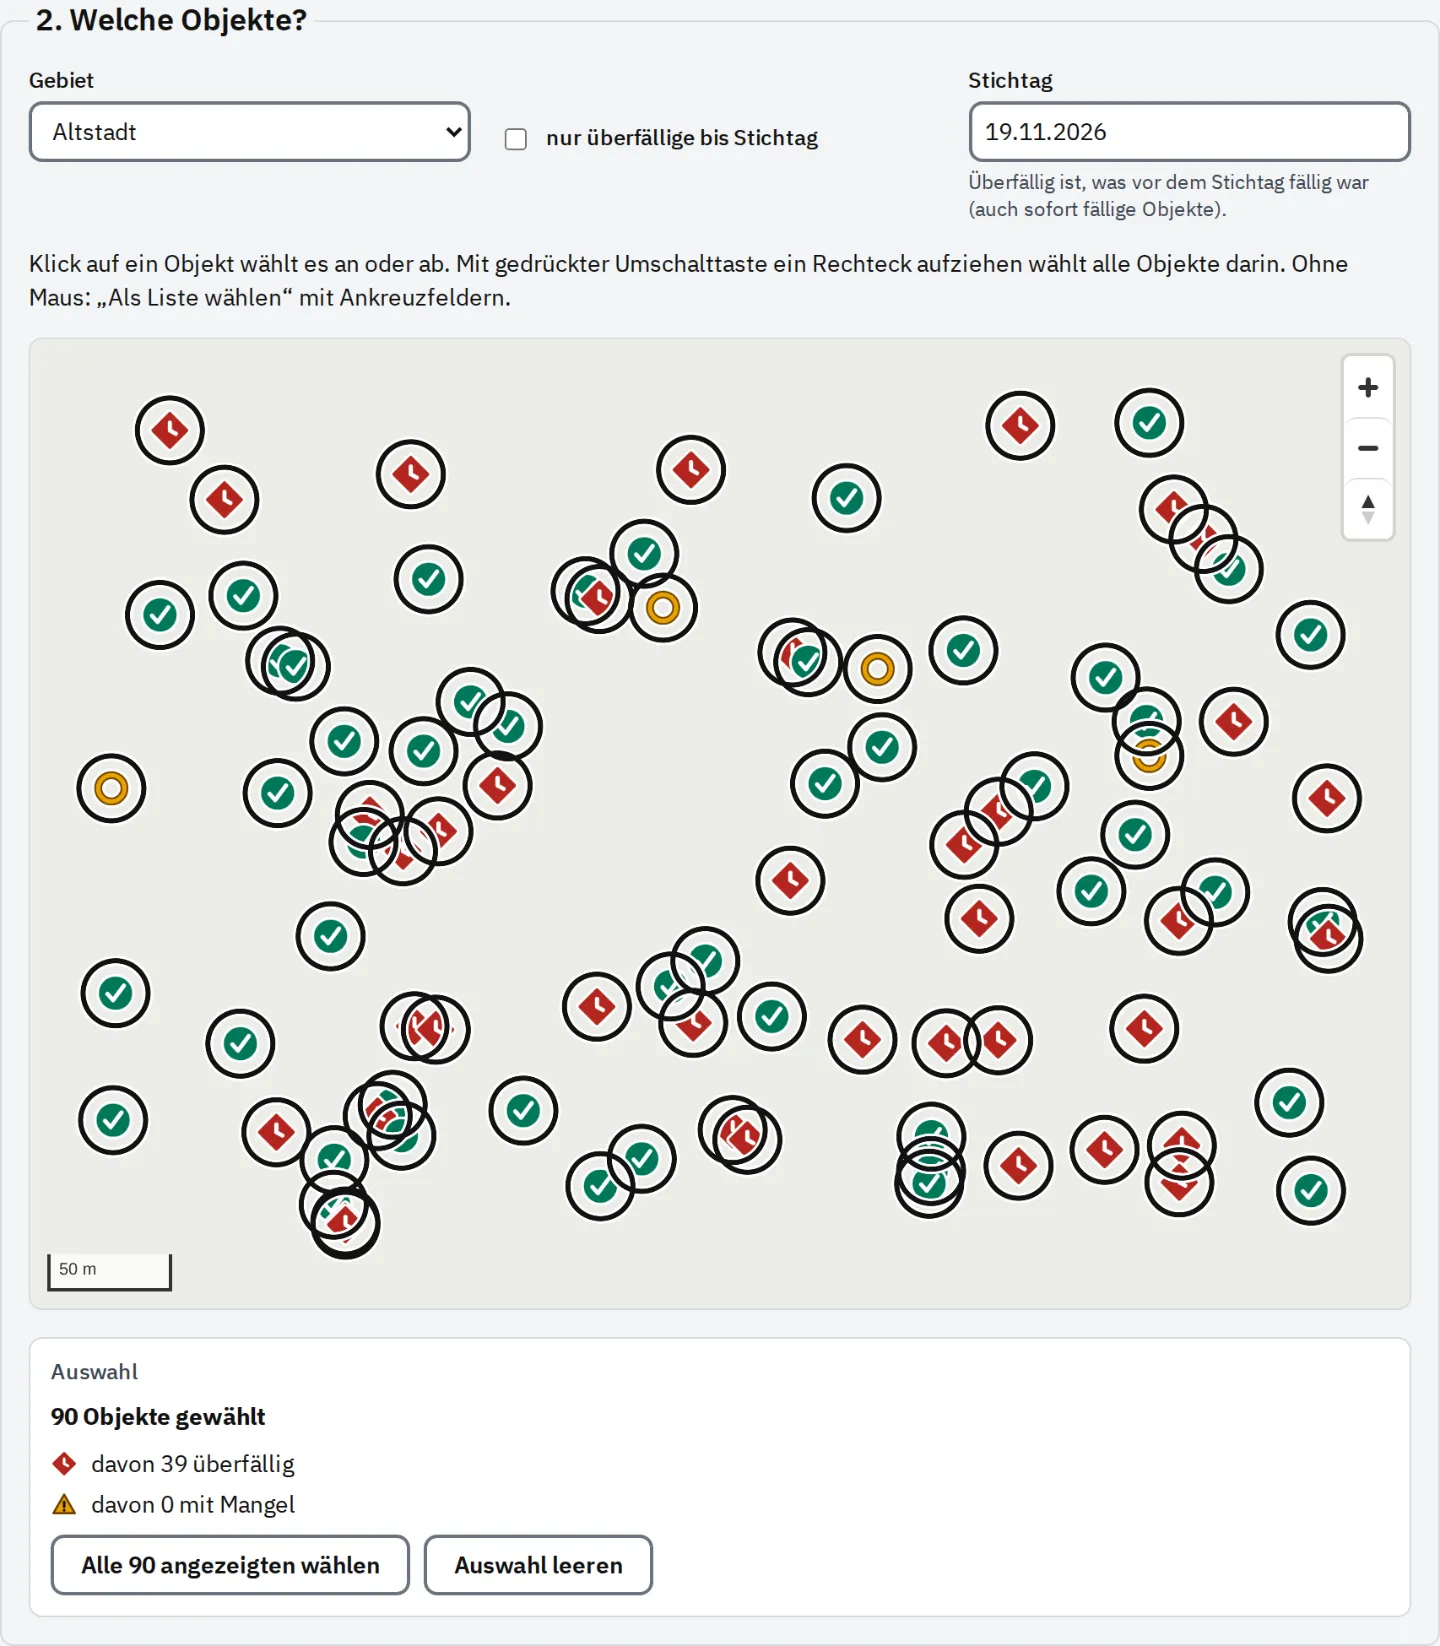 2. Welche Objekte?
Gebiet
Stichtag
Altstadt
nur überfällige bis Stichtag
19.11.2026
Überfällig ist, was vor dem Stichtag fällig war
(auch sofort fällige Objekte).
Klick auf ein Objekt wählt es an oder ab. Mit gedrückter Umschalttaste ein Rechteck aufziehen wählt alle Objekte darin. Ohne
Maus: „Als Liste wählen“ mit Ankreuzfeldern.
50 m
Auswahl
90 Objekte gewählt
davon 39 überfällig
davon 0 mit Mangel
Alle 90 angezeigten wählen
Auswahl leeren